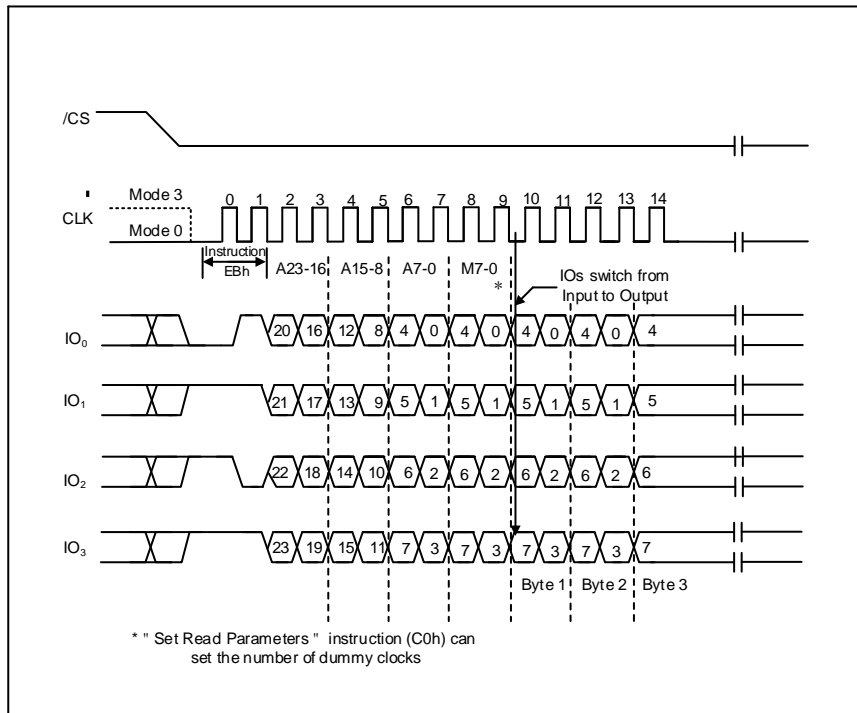 /CS
Mode 3
CLK
Mode 0
0 1 2 3 4 5 6 7 8 9 10 11 12 13 14
Instruction
EBh
A23-16 A15-8 A7-0 M7-0
*
IOs switch from
Input to Output
IO₀ 20 16 12 8 4 0 4 0 4 0 4 0 4
IO₁ 21 17 13 9 5 1 5 1 5 1 5 1 5
IO₂ 22 18 14 10 6 2 6 2 6 2 6 2 6
IO₃ 23 19 15 11 7 3 7 3 7 3 7 3 7
Byte 1 Byte 2 Byte 3
* " Set Read Parameters " instruction (C0h) can
set the number of dummy clocks